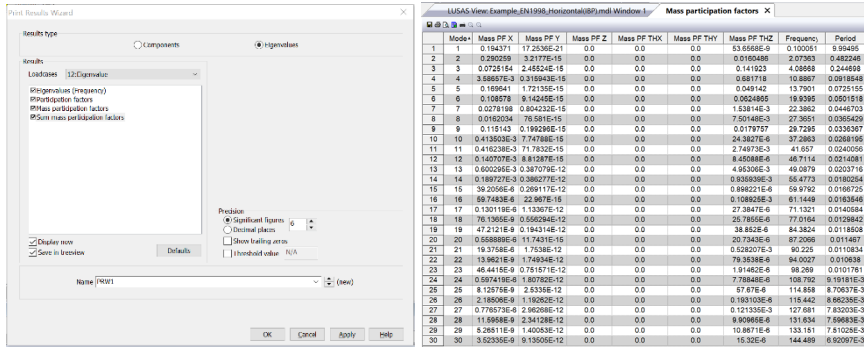 Print Results Wizard
Results type
Components
Eigenvalues
Results
Loadcases 12:Eigenvalue
Eigenvalues (Frequency)
Participation factors
Mass participation factors
Sum mass participation factors
Precision
Significant figures 6
Decimal places
Show trailing zeros
Threshold value N/A
Display now
Save in treeview
Defaults
Name PRW1 (new)
OK Cancel Apply Help
LUSAS View: Example_EN1998_Horizontal(IBP).mdl Window 1 Mass participation factors X
Mode Mass PF X Mass PF Y Mass PF Z Mass PF THX Mass PF THY Mass PF THZ Frequency Period
1 1 0.194371 17.2536E-21 0.0 0.0 0.0 53.6568E-9 0.100051 9.99495
2 2 0.290259 3.2177E-15 0.0 0.0 0.0 0.0160486 2.07363 0.482246
3 3 0.0725154 2.45524E-15 0.0 0.0 0.0 0.141923 4.08668 0.244698
4 4 3.58657E-3 0.315943E-15 0.0 0.0 0.0 0.681718 10.8867 0.0918548
5 5 0.169641 1.72135E-15 0.0 0.0 0.0 0.049142 13.7901 0.0725155
6 6 0.108578 9.14245E-15 0.0 0.0 0.0 0.0624865 19.9395 0.0501518
7 7 0.0278198 0.804232E-15 0.0 0.0 0.0 1.53814E-3 22.3862 0.0446703
8 8 0.0162034 76.581E-15 0.0 0.0 0.0 7.50148E-3 27.3651 0.0365429
9 9 0.115143 0.199296E-15 0.0 0.0 0.0 0.0179757 29.7295 0.0336367
10 10 0.413503E-3 7.74788E-15 0.0 0.0 0.0 24.3827E-6 37.2863 0.0268195
11 11 0.416238E-3 71.7832E-15 0.0 0.0 0.0 2.74973E-3 41.657 0.0240056
12 12 0.140707E-3 8.81287E-15 0.0 0.0 0.0 8.45088E-6 46.7114 0.0214081
13 13 0.600295E-3 0.387079E-12 0.0 0.0 0.0 4.95306E-3 49.0879 0.0203716
14 14 0.189727E-3 0.386277E-12 0.0 0.0 0.0 0.935939E-3 55.4773 0.0180254
15 15 39.2056E-6 0.269117E-12 0.0 0.0 0.0 0.898221E-6 59.9792 0.0166725
16 16 59.7483E-6 22.967E-15 0.0 0.0 0.0 0.108925E-3 61.1449 0.0163546
17 17 0.130119E-6 1.13367E-12 0.0 0.0 0.0 27.3847E-6 71.1321 0.0140584
18 18 76.1365E-9 0.556294E-12 0.0 0.0 0.0 25.7855E-6 77.0164 0.0129842
19 19 47.2121E-9 0.194314E-12 0.0 0.0 0.0 38.852E-6 84.3824 0.0118508
20 20 0.558889E-6 11.7431E-15 0.0 0.0 0.0 20.7343E-6 87.2066 0.011467
21 21 19.3758E-6 1.7538E-12 0.0 0.0 0.0 0.528207E-3 90.225 0.0110834
22 22 13.9621E-9 1.74934E-12 0.0 0.0 0.0 79.3538E-6 94.0027 0.010638
23 23 46.4415E-9 0.751571E-12 0.0 0.0 0.0 1.91462E-6 98.269 0.0101761
24 24 0.597419E-6 1.80782E-12 0.0 0.0 0.0 7.78848E-6 108.792 9.19181E-3
25 25 8.12575E-9 2.5335E-12 0.0 0.0 0.0 57.67E-6 114.858 8.70637E-3
26 26 2.18506E-9 1.19262E-12 0.0 0.0 0.0 0.193103E-6 115.442 8.66235E-3
27 27 0.776573E-6 2.96268E-12 0.0 0.0 0.0 0.121335E-3 127.681 7.83203E-3
28 28 11.5958E-9 2.34128E-12 0.0 0.0 0.0 9.90965E-6 131.634 7.59683E-3
29 29 5.26511E-9 1.40053E-12 0.0 0.0 0.0 10.8671E-6 133.151 7.51025E-3
30 30 3.52335E-9 9.13505E-12 0.0 0.0 0.0 15.32E-6 144.489 6.92097E-3